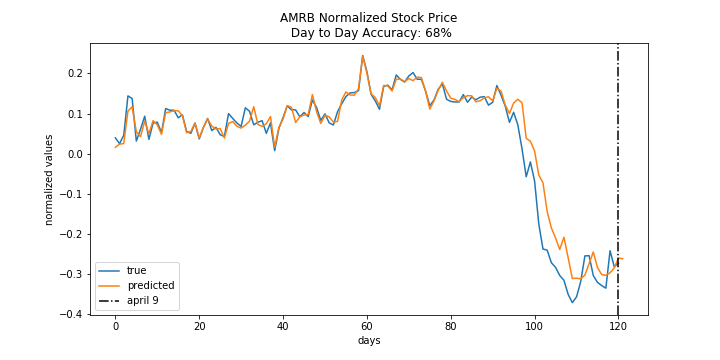 AMRB Normalized Stock Price
Day to Day Accuracy: 68%
normalized values
0.2
0.1
0.0
−0.1
−0.2
−0.3
−0.4
true
predicted
april 9
0 20 40 60 80 100 120
days